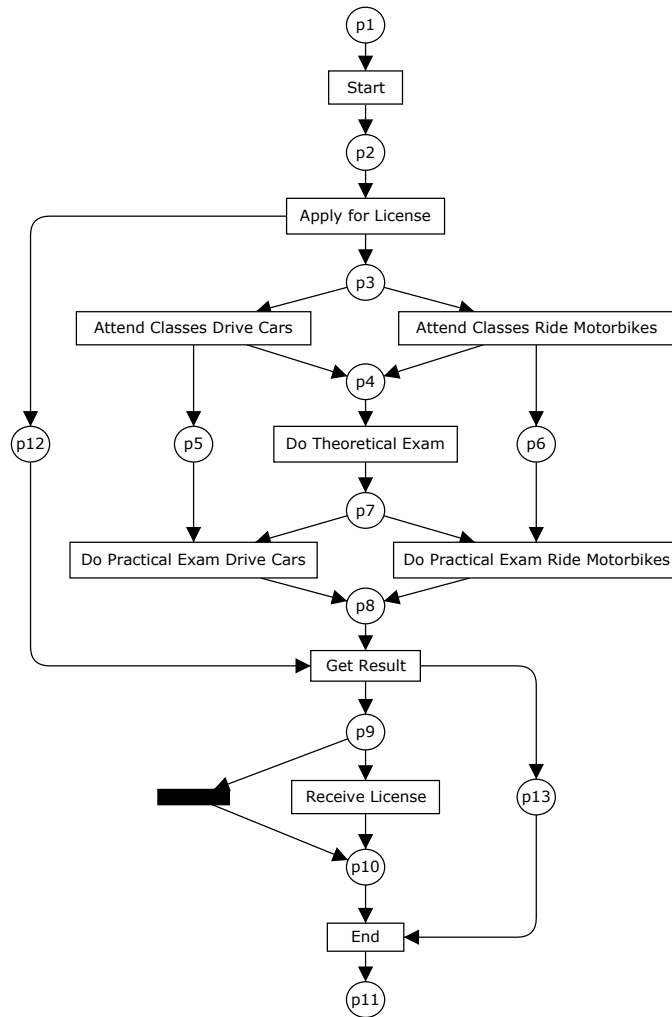 p1
Start
p2
Apply for License
p3
Attend Classes Drive Cars
Attend Classes Ride Motorbikes
p4
p12
p5
Do Theoretical Exam
p6
p7
Do Practical Exam Drive Cars
Do Practical Exam Ride Motorbikes
p8
Get Result
p9
Receive License
p13
p10
End
p11